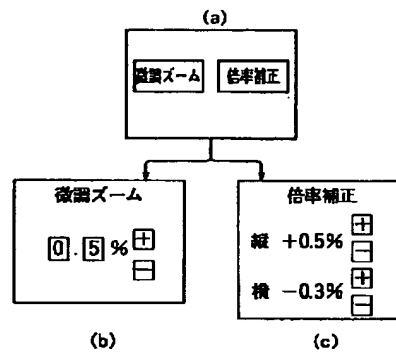 (a)
微調ズーム 倍率補正
微調ズーム
0.5% +
−
倍率補正
縦 +0.5% +
−
横 −0.3% +
−
(b)
(c)